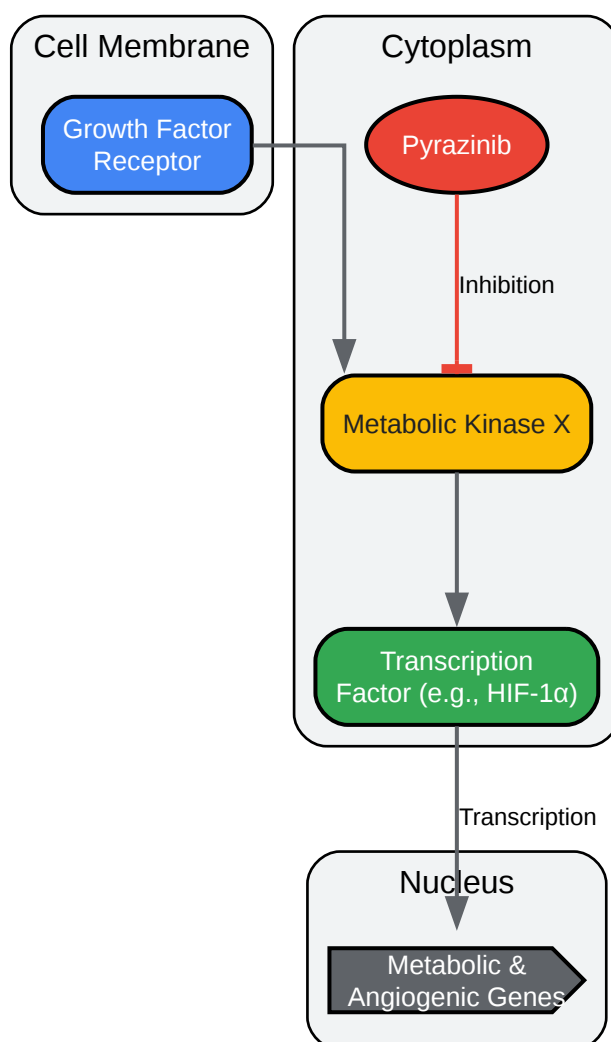 Cell Membrane
Growth Factor
Receptor
Cytoplasm
Pyrazinib
Inhibition
Metabolic Kinase X
Transcription
Factor (e.g., HIF-1α)
Transcription
Nucleus
Metabolic &
Angiogenic Genes